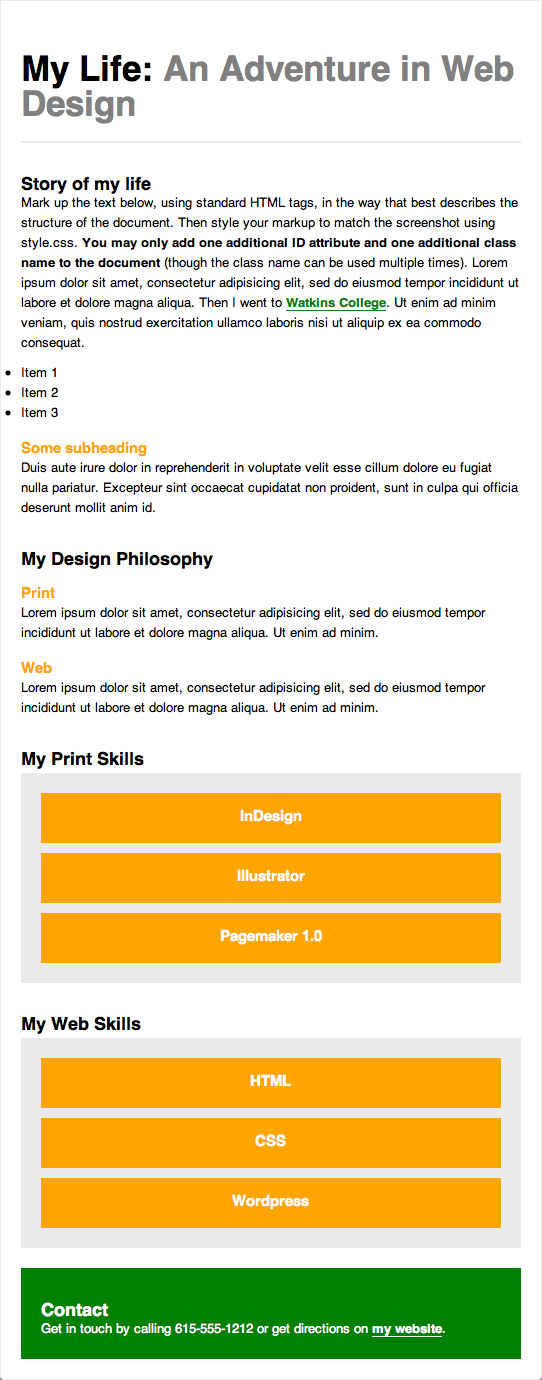 My Life: An Adventure in Web
Design
Story of my life
Mark up the text below, using standard HTML tags, in the way that best describes the
structure of the document. Then style your markup to match the screenshot using
style.css. You may only add one additional ID attribute and one additional class
name to the document (though the class name can be used multiple times). Lorem
ipsum dolor sit amet, consectetur adipisicing elit, sed do eiusmod tempor incididunt ut
labore et dolore magna aliqua. Then I went to Watkins College. Ut enim ad minim
veniam, quis nostrud exercitation ullamco laboris nisi ut aliquip ex ea commodo
consequat.
• Item 1
• Item 2
• Item 3
Some subheading
Duis aute irure dolor in reprehenderit in voluptate velit esse cillum dolore eu fugiat
nulla pariatur. Excepteur sint occaecat cupidatat non proident, sunt in culpa qui officia
deserunt mollit anim id.
My Design Philosophy
Print
Lorem ipsum dolor sit amet, consectetur adipisicing elit, sed do eiusmod tempor
incididunt ut labore et dolore magna aliqua. Ut enim ad minim.
Web
Lorem ipsum dolor sit amet, consectetur adipisicing elit, sed do eiusmod tempor
incididunt ut labore et dolore magna aliqua. Ut enim ad minim.
My Print Skills
InDesign
Illustrator
Pagemaker 1.0
My Web Skills
HTML
CSS
Wordpress
Contact
Get in touch by calling 615-555-1212 or get directions on my website.